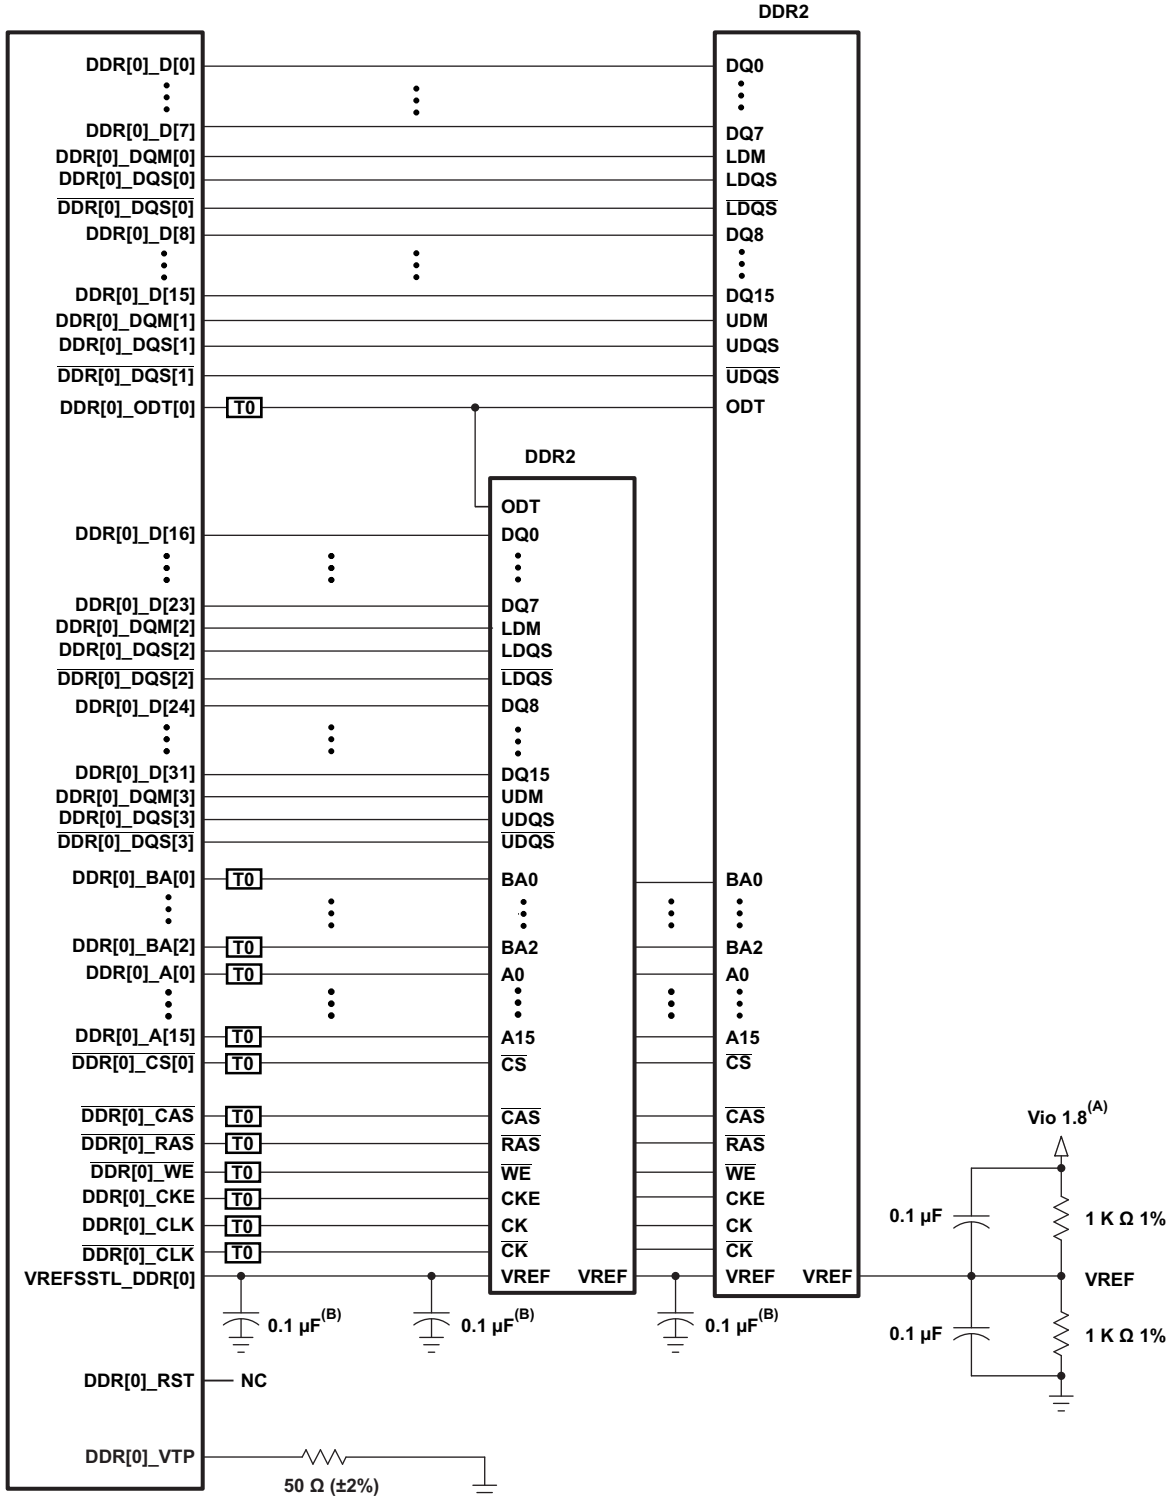 DDR2
DDR[0]_D[0] DQ0
DDR[0]_D[7] DQ7
DDR[0]_DQM[0] LDM
DDR[0]_DQS[0] LDQS
DDR[0]_DQS[0] LDQS
DDR[0]_D[8] DQ8
DDR[0]_D[15] DQ15
DDR[0]_DQM[1] UDM
DDR[0]_DQS[1] UDQS
DDR[0]_DQS[1] UDQS
DDR[0]_ODT[0] T0 ODT
DDR2
ODT
DDR[0]_D[16] DQ0
DDR[0]_D[23] DQ7
DDR[0]_DQM[2] LDM
DDR[0]_DQS[2] LDQS
DDR[0]_DQS[2] LDQS
DDR[0]_D[24] DQ8
DDR[0]_D[31] DQ15
DDR[0]_DQM[3] UDM
DDR[0]_DQS[3] UDQS
DDR[0]_DQS[3] UDQS
DDR[0]_BA[0] T0 BA0 BA0
DDR[0]_BA[2] T0 BA2 BA2
DDR[0]_A[0] T0 A0 A0
DDR[0]_A[15] T0 A15 A15
DDR[0]_CS[0] T0 CS CS
DDR[0]_CAS T0 CAS CAS
Vio 1.8(A)
DDR[0]_RAS T0 RAS RAS
DDR[0]_WE T0 WE WE
DDR[0]_CKE T0 CKE CKE
0.1 µF 1 K Ω 1%
DDR[0]_CLK T0 CK CK
DDR[0]_CLK T0 CK CK
VREFSSTL_DDR[0] VREF VREF VREF VREF VREF
0.1 µF(B) 0.1 µF(B) 0.1 µF(B) 0.1 µF 1 K Ω 1%
DDR[0]_RST NC
DDR[0]_VTP
50 Ω (±2%)